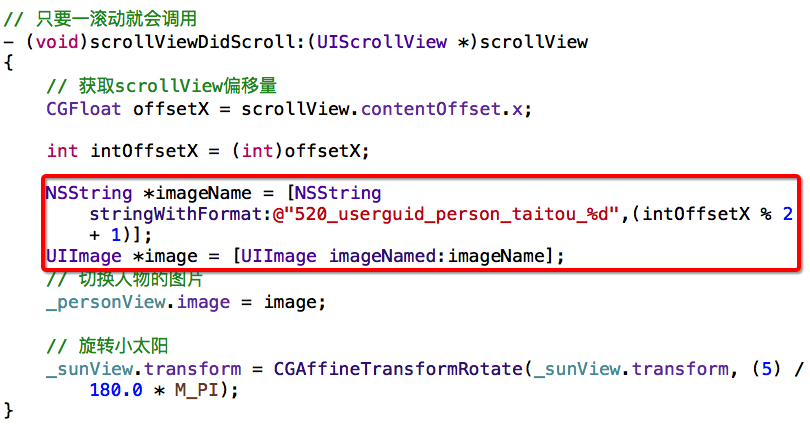 // 只要一滚动就会调用
- (void)scrollViewDidScroll:(UIScrollView *)scrollView
{
// 获取scrollView偏移量
CGFloat offsetX = scrollView.contentOffset.x;
int intOffsetX = (int)offsetX;
NSString *imageName = [NSString
stringWithFormat:@"520_userguid_person_taitou_%d",(intOffsetX % 2
+ 1)];
UIImage *image = [UIImage imageNamed:imageName];
// 切换人物的图片
_personView.image = image;
// 旋转小太阳
_sunView.transform = CGAffineTransformRotate(_sunView.transform, (5) /
180.0 * M_PI);
}